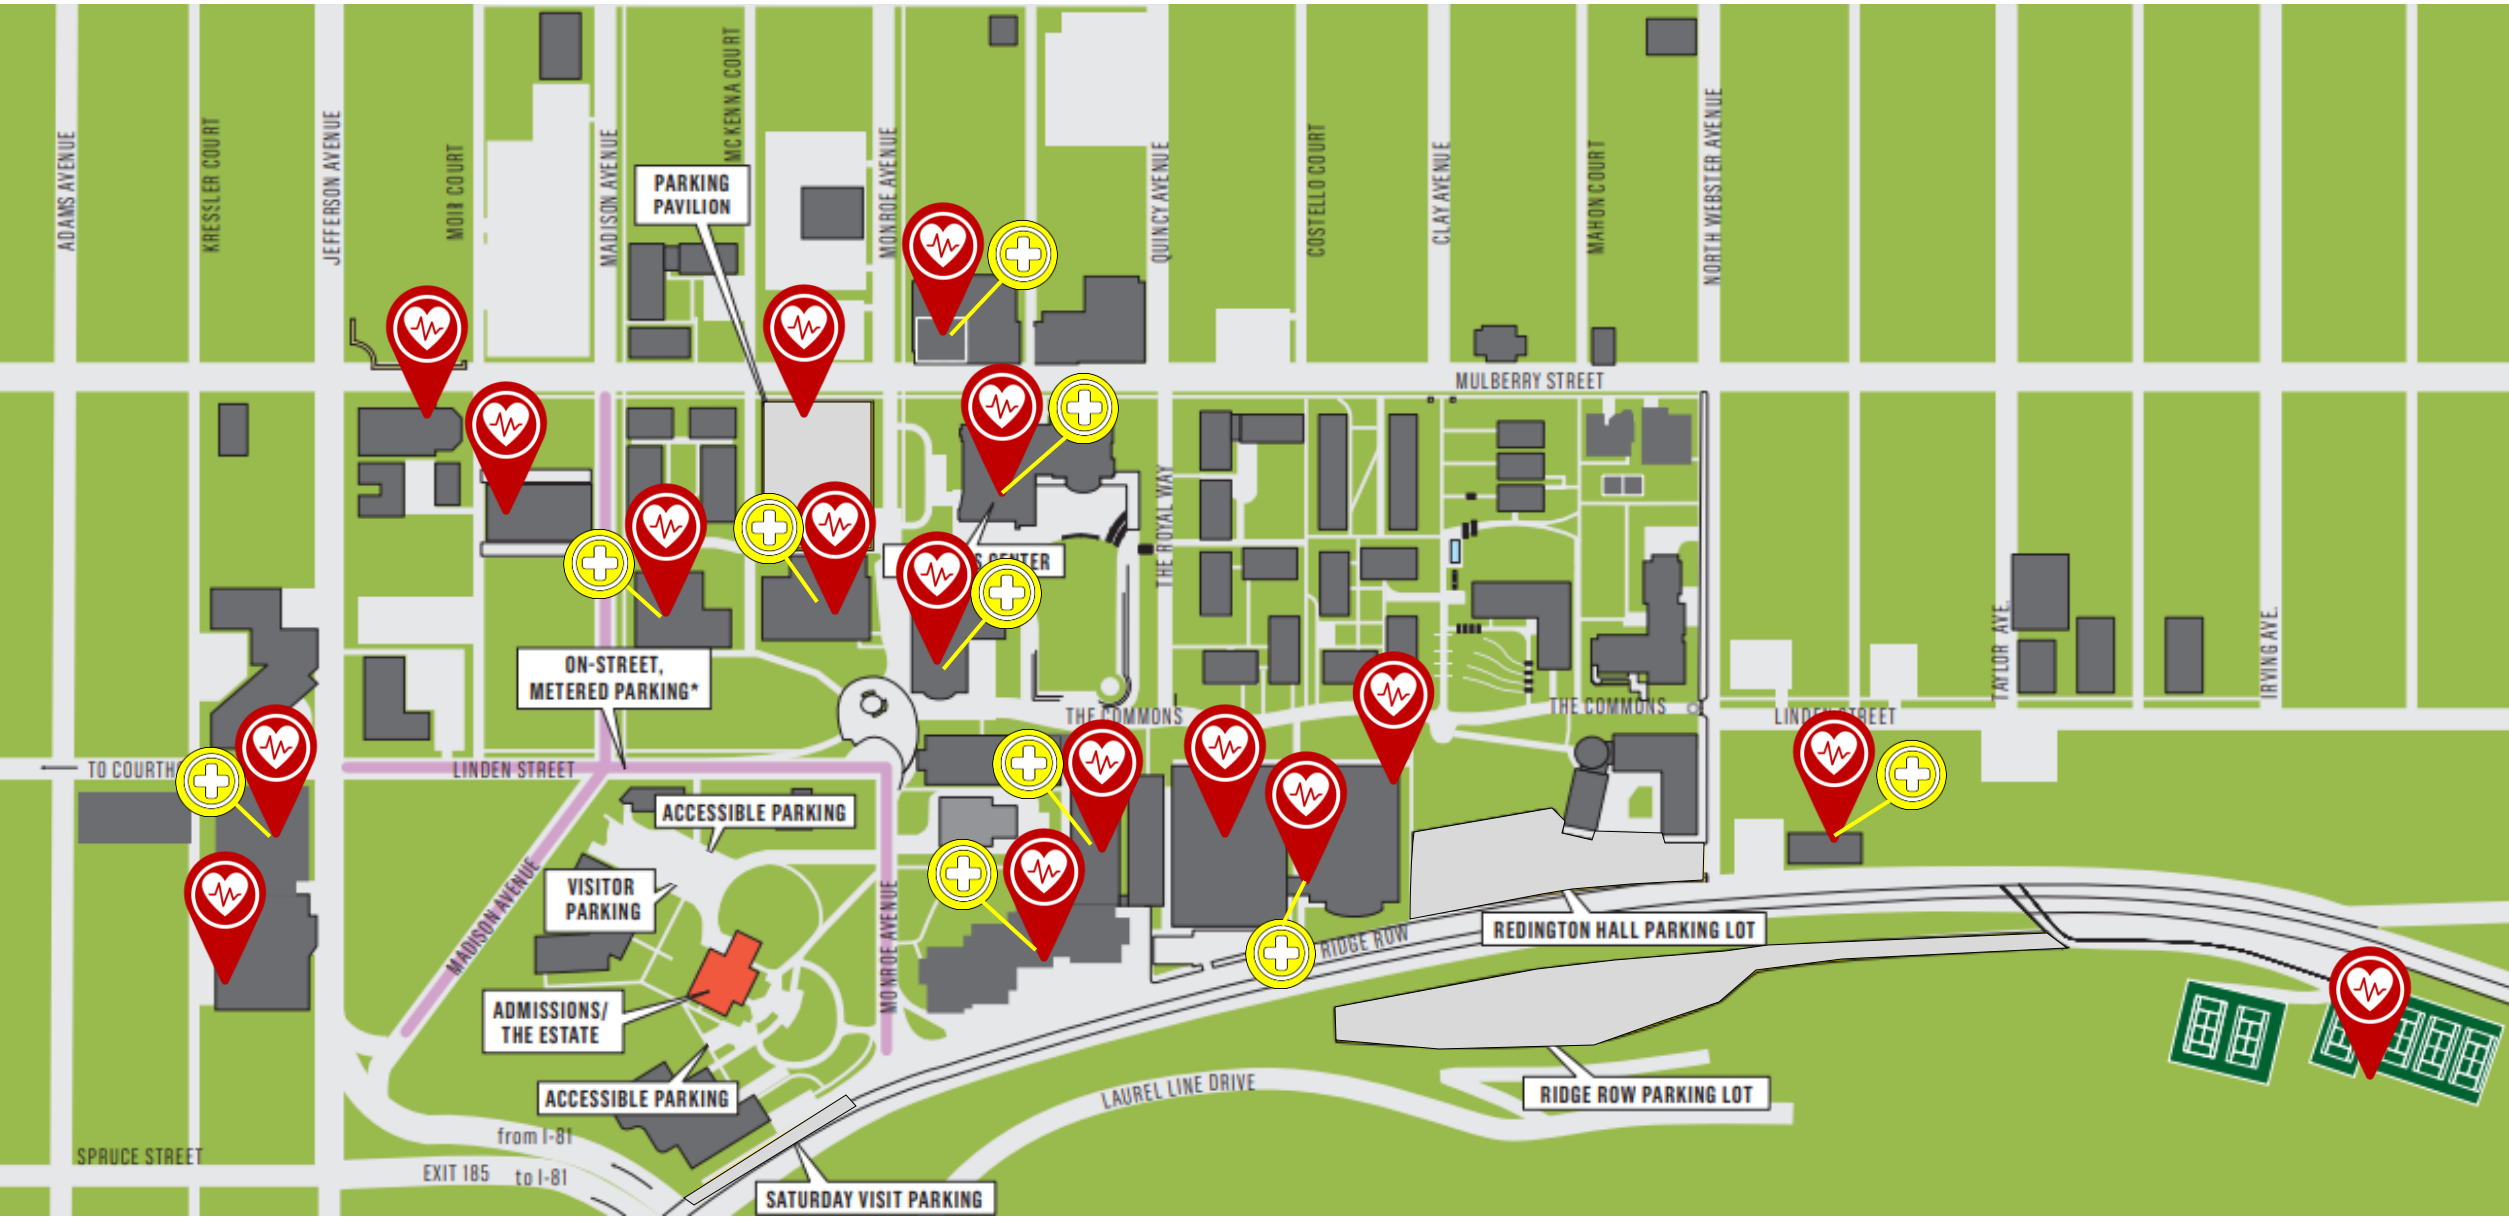 ADAMS AVENUE
KRESSLER COURT
JEFFERSON AVENUE
MOIR COURT
MADISON AVENUE
MCKENNA COURT
MONROE AVENUE
QUINCY AVENUE
COSTELLO COURT
CLAY AVENUE
MAHON COURT
NORTH WEBSTER AVENUE
PARKING
PAVILION
MULBERRY STREET
THE ROYAL WAY
CENTER
ON-STREET,
METERED PARKING*
THE COMMONS
THE COMMONS
TAYLOR AVE.
IRVING AVE.
LINDEN STREET
TO
LINDEN STREET
ACCESSIBLE PARKING
VISITOR
PARKING
MADISON AVENUE
MONROE AVENUE
RIDGE ROW
REDINGTON HALL PARKING LOT
ADMISSIONS/
THE ESTATE
ACCESSIBLE PARKING
LAUREL LINE DRIVE
RIDGE ROW PARKING LOT
from I-81
SPRUCE STREET
EXIT 185
to I-81
SATURDAY VISIT PARKING